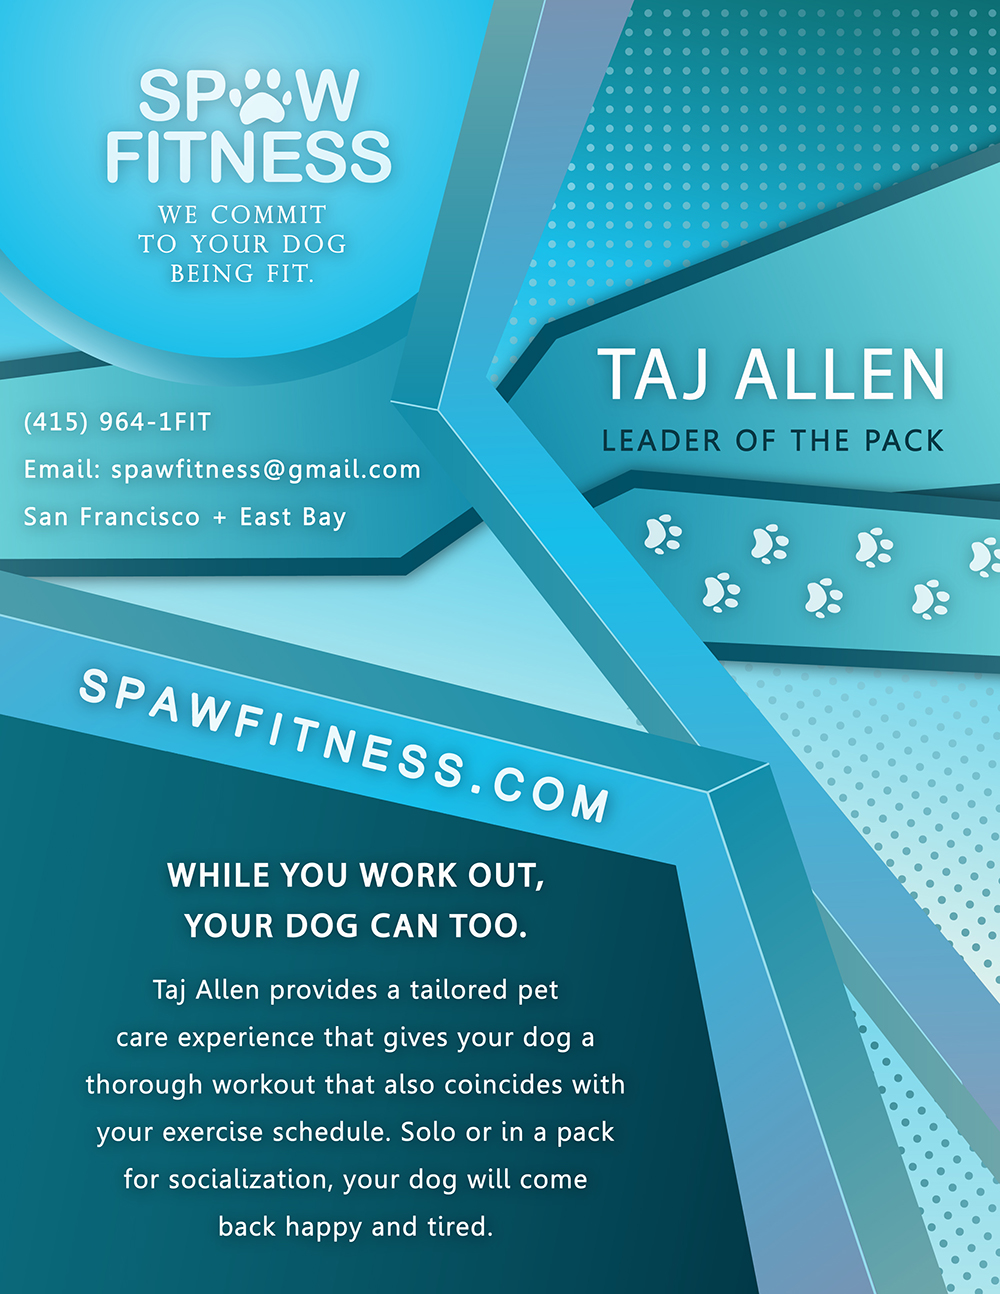 SPAW
FITNESS
WE COMMIT
TO YOUR DOG
BEING FIT.
TAJ ALLEN
LEADER OF THE PACK
(415) 964-1FIT
Email: spawfitness@gmail.com
San Francisco + East Bay
SPAWFITNESS.COM
WHILE YOU WORK OUT,
YOUR DOG CAN TOO.
Taj Allen provides a tailored pet
care experience that gives your dog a
thorough workout that also coincides with
your exercise schedule. Solo or in a pack
for socialization, your dog will come
back happy and tired.